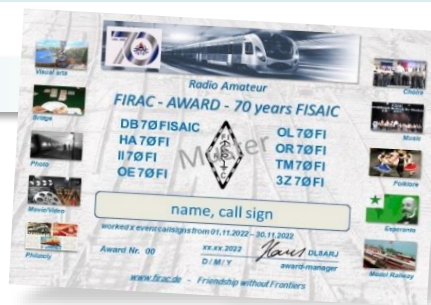 70
Radio Amateur
FIRAC - AWARD - 70 years FISAIC
DB7ØFISAIC
HA7ØFI
II7ØFI
OE7ØFI
OL7ØFI
OR7ØFI
TM7ØFI
3Z7ØFI
Muster
name, call sign
worked x event callsigns from 01.11.2022 – 30.11.2022
Award Nr. 00
xx.xx.2022
D / M / Y
DL8ARJ
award-manager
www.firac.de - Friendship without Frontiers
Visual arts
Bridge
Photo
Movie/Video
Philately
Choirs
Music
Folklore
Esperanto
Model Railway